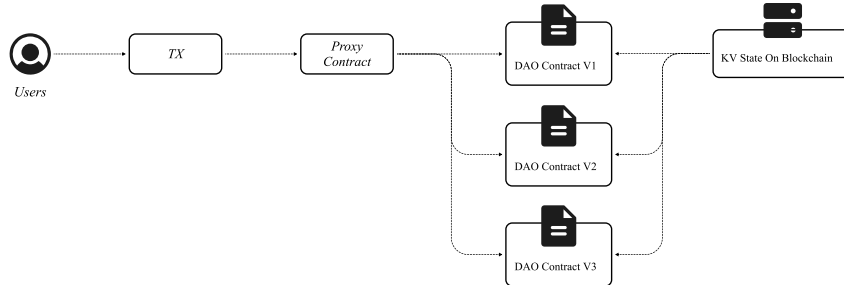 Users
TX
Proxy
Contract
DAO Contract V1
KV State On Blockchain
DAO Contract V2
DAO Contract V3